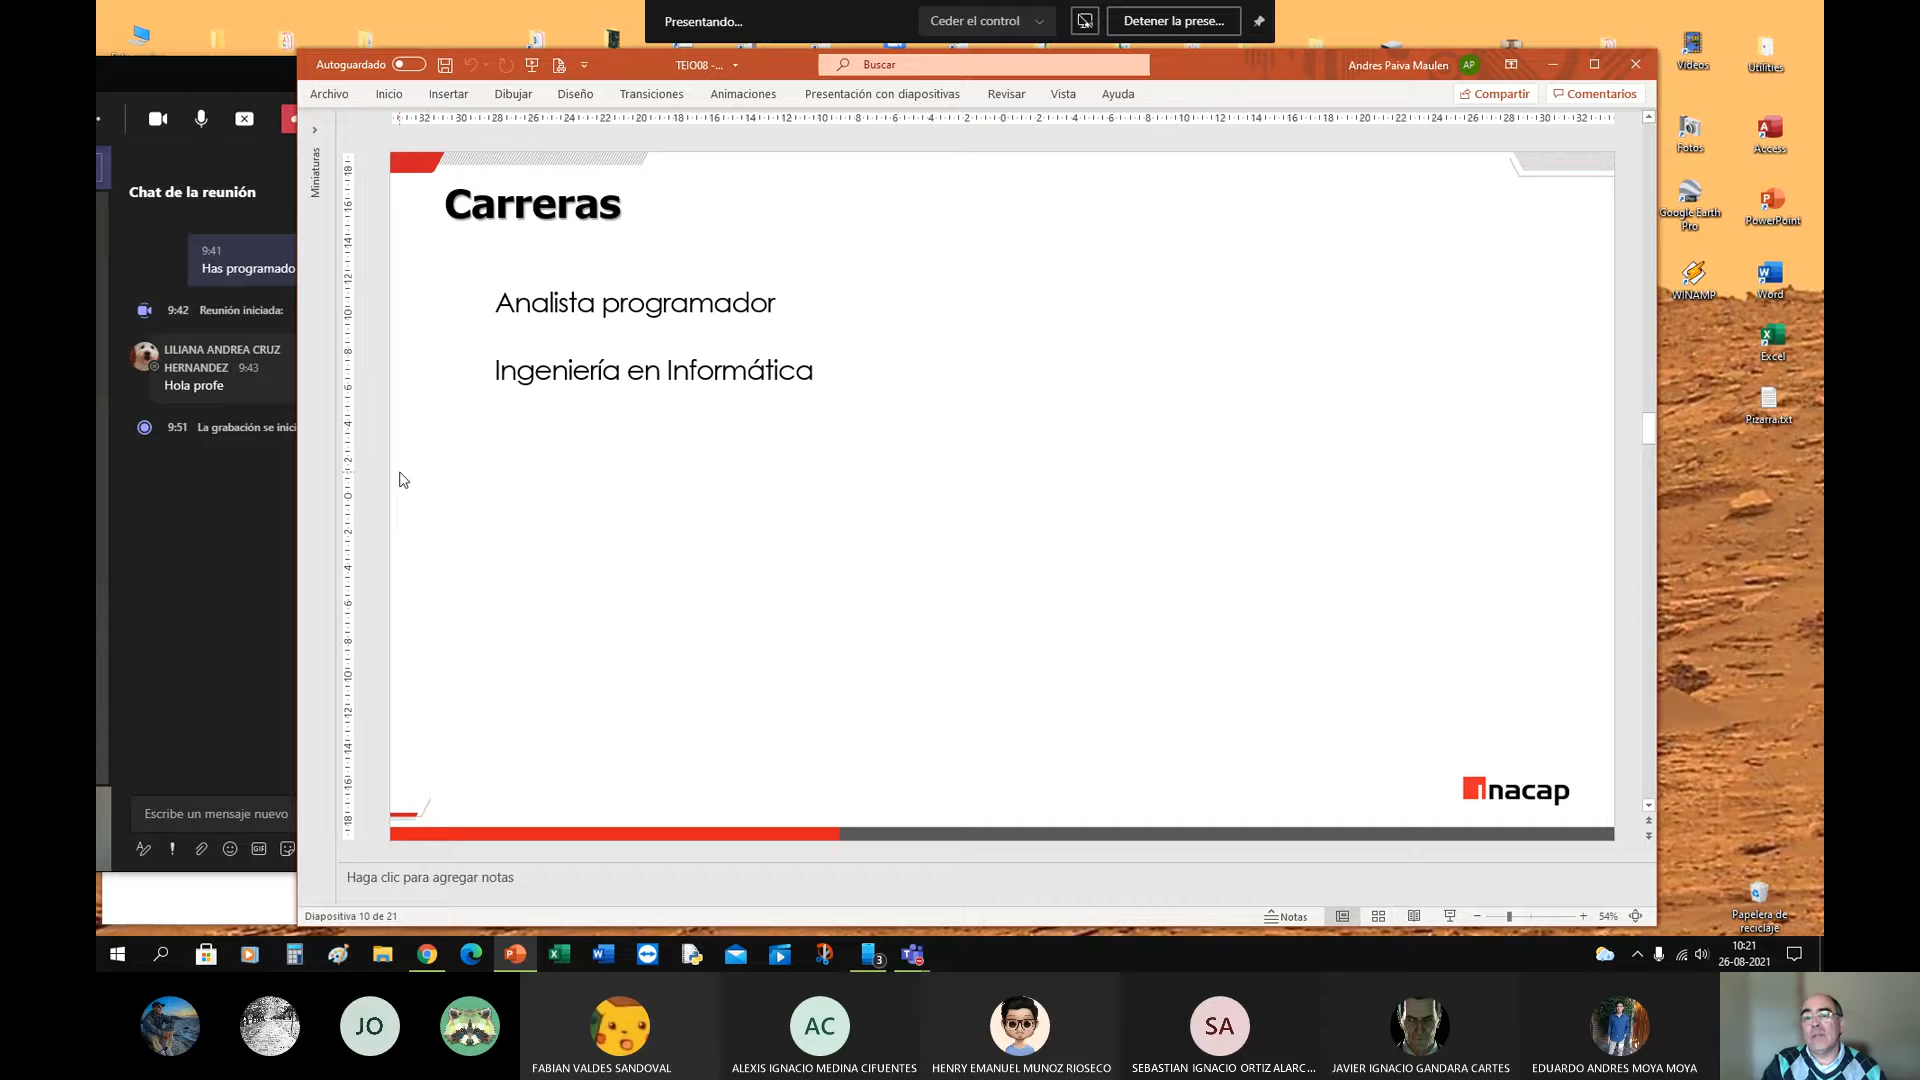 Presentando...
Ceder el control
Detener la prese...
Autoguardado
TEIO08 -...
Buscar
Andres Paiva Maulen
AP
Archivo
Inicio
Insertar
Dibujar
Diseño
Transiciones
Animaciones
Presentación con diapositivas
Revisar
Vista
Ayuda
Compartir
Comentarios
Miniaturas
Chat de la reunión
9:41
Has programado
9:42 Reunión iniciada:
LILIANA ANDREA CRUZ
HERNANDEZ 9:43
Hola profe
9:51 La grabación se inici
Escribe un mensaje nuevo
GIF
Carreras
Analista programador
Ingeniería en Informática
inacap
Haga clic para agregar notas
Diapositiva 10 de 21
Notas
54%
Videos
Utilities
Fotos
Access
Google Earth
Pro
PowerPoint
WINAMP
Word
Excel
Pizarra.txt
Papelera de
reciclaje
3
10:21
26-08-2021
JO
AC
SA
FABIAN VALDES SANDOVAL
ALEXIS IGNACIO MEDINA CIFUENTES
HENRY EMANUEL MUNOZ RIOSECO
SEBASTIAN IGNACIO ORTIZ ALARC...
JAVIER IGNACIO GANDARA CARTES
EDUARDO ANDRES MOYA MOYA